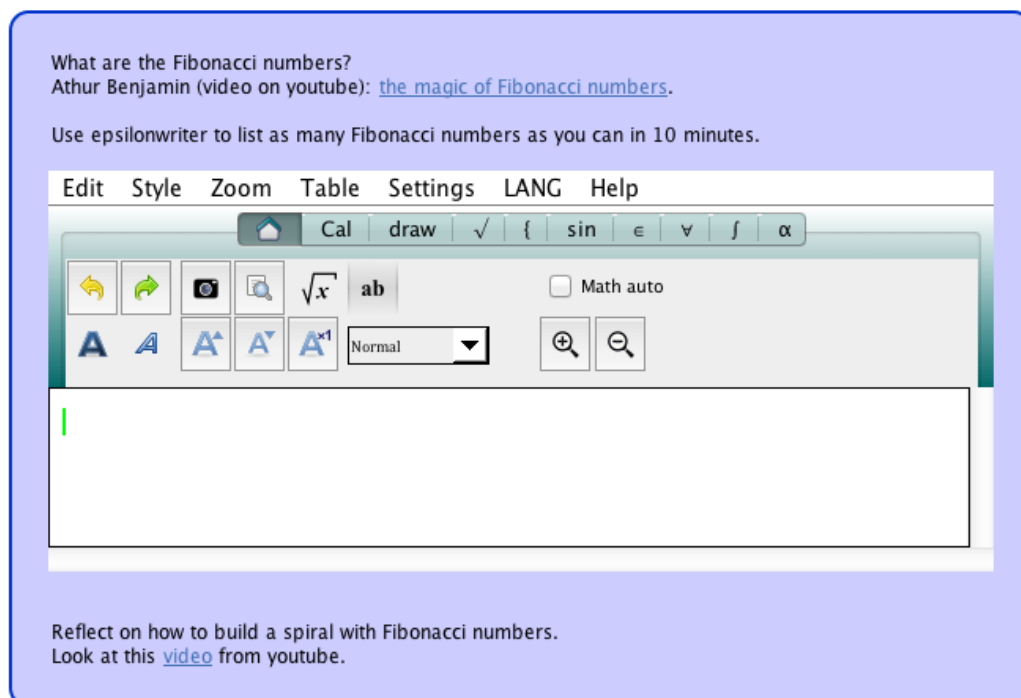 What are the Fibonacci numbers?
Athur Benjamin (video on youtube): the magic of Fibonacci numbers.
Use epsilonwriter to list as many Fibonacci numbers as you can in 10 minutes.
Edit Style Zoom Table Settings LANG Help
Cal draw √ { sin ∈ ∀ ∫ α
√x ab Math auto
A A A A A×1 Normal
Reflect on how to build a spiral with Fibonacci numbers.
Look at this video from youtube.